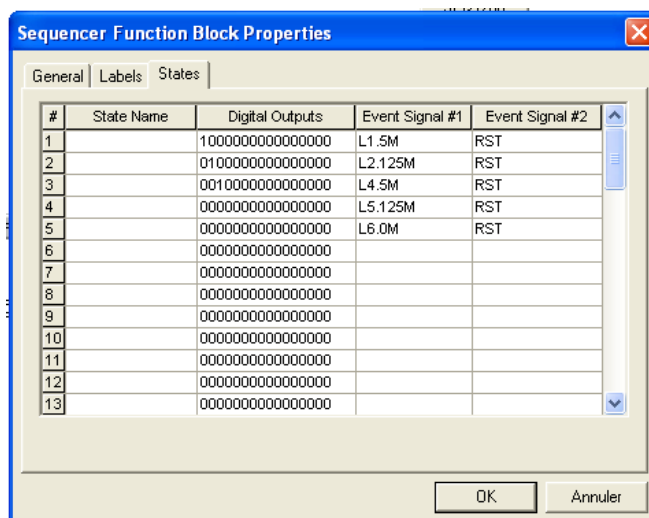 Sequencer Function Block Properties
General Labels States
# State Name Digital Outputs Event Signal #1 Event Signal #2
1 1000000000000000 L1.5M RST
2 0100000000000000 L2.125M RST
3 0010000000000000 L4.5M RST
4 0000000000000000 L5.125M RST
5 0000000000000000 L6.0M RST
6 0000000000000000
7 0000000000000000
8 0000000000000000
9 0000000000000000
10 0000000000000000
11 0000000000000000
12 0000000000000000
13 0000000000000000
OK Annuler